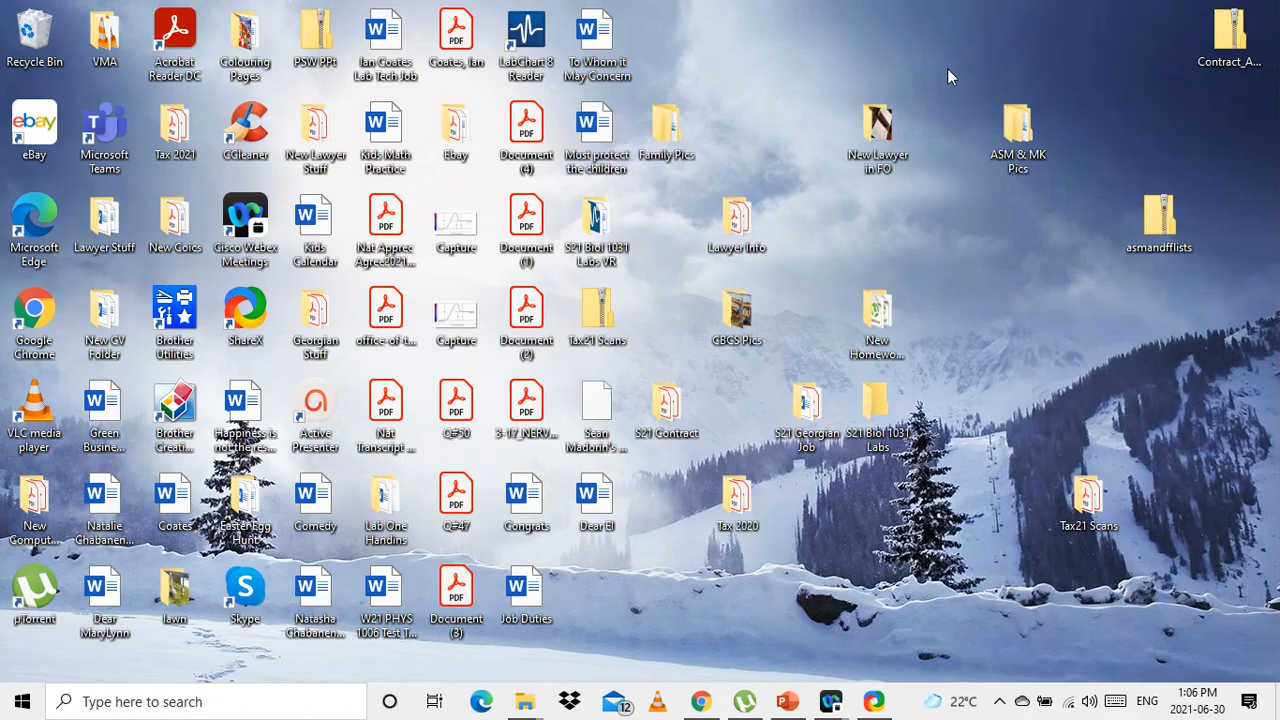 Recycle Bin
VMA
Acrobat
Reader DC
Colouring
Pages
PSW PPt
Ian Coates
Lab Tech Job
Coates, Ian
LabChart 8
Reader
To Whom it
May Concern
Contract_A...
eBay
Microsoft
Teams
Tax 2021
CCleaner
New Lawyer
Stuff
Kids Math
Practice
Ebay
Document
(4)
Must protect
the children
Family Pics
New Lawyer
in FO
ASM & MK
Pics
Microsoft
Edge
Lawyer Stuff
New Coics
Cisco Webex
Meetings
Kids
Calendar
Nat Apprec
Agree2021...
Capture
Document
(1)
S21 Biol 1031
Labs VR
Lawyer Info
asmandfflists
Google
Chrome
New CV
Folder
Brother
Utilities
ShareX
Georgian
Stuff
office-of-t...
Capture
Document
(2)
Tax21 Scans
CBCS Pics
New
Homewo...
VLC media
player
Green
Busine...
Brother
Creati...
Happiness is
not the res...
Active
Presenter
Nat
Transcript ...
Q#50
3-17_NERV...
Sean
Madorin's ...
S21 Contract
S21 Georgian
Job
S21 Biol 1031
Labs
New
Comput...
Natalie
Chabanen...
Coates
Easter Egg
Hunt
Comedy
Lab One
Handins
Q#47
Congrats
Dear El
Tax 2020
Tax21 Scans
µTorrent
Dear
MaryLynn
lawn
Skype
Natasha
Chabanen...
W21 PHYS
1006 Test T...
Document
(3)
Job Duties
Type here to search
12
22°C
ENG
1:06 PM
2021-06-30